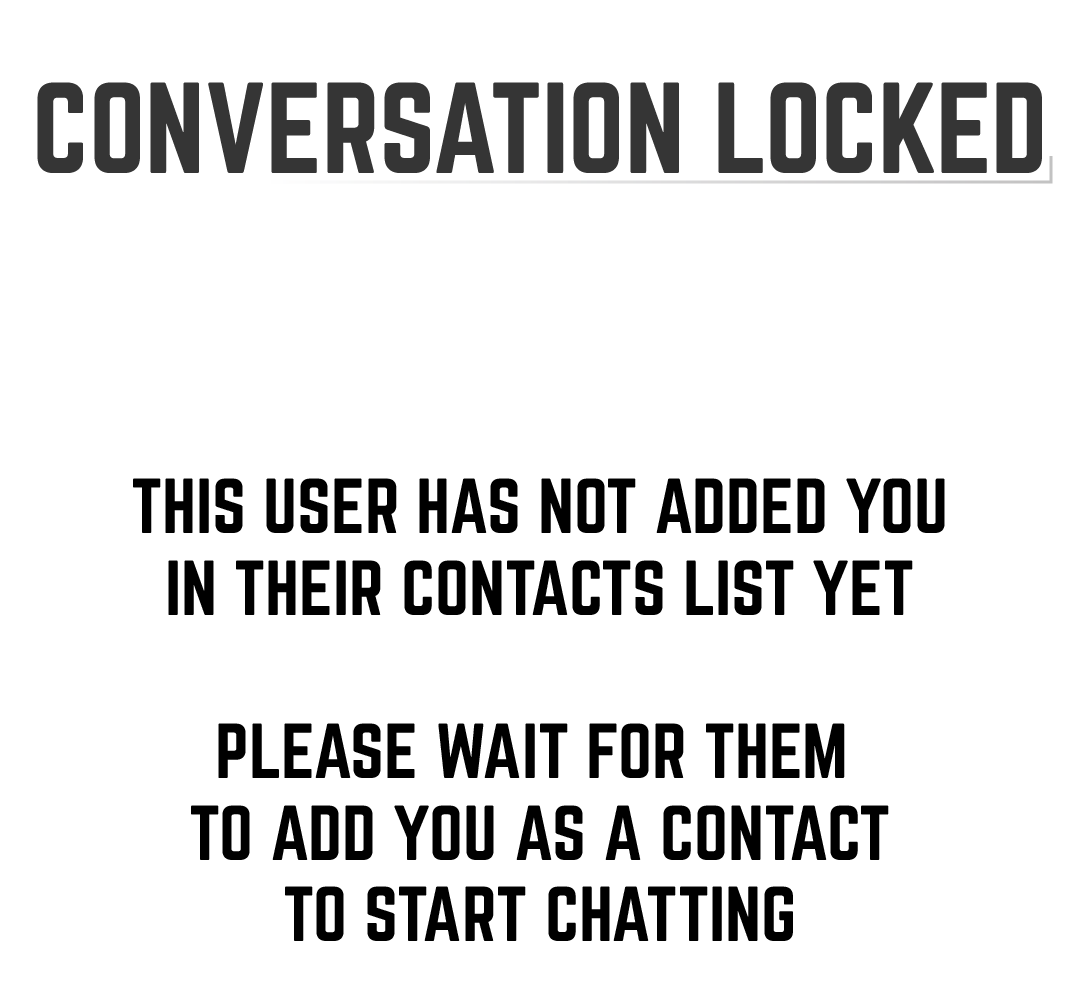 CONVERSATION LOCKED
THIS USER HAS NOT ADDED YOU
IN THEIR CONTACTS LIST YET
PLEASE WAIT FOR THEM
TO ADD YOU AS A CONTACT
TO START CHATTING